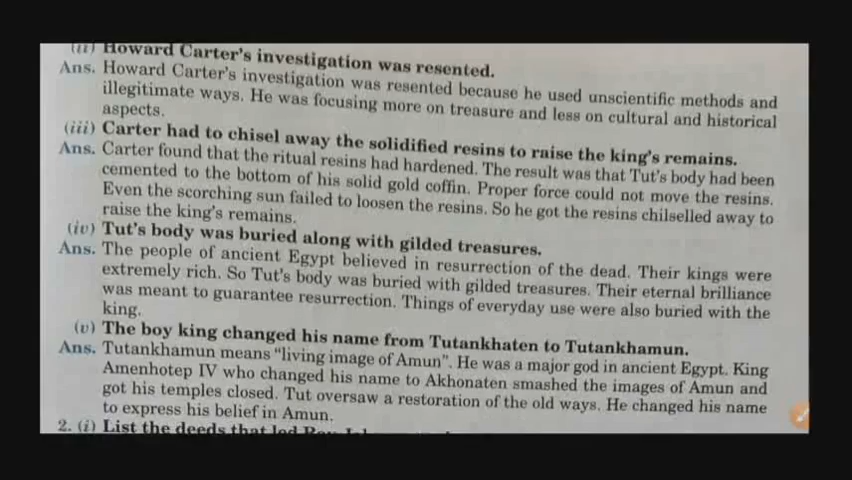 (ii) Howard Carter's investigation was resented.
Ans. Howard Carter's investigation was resented because he used unscientific methods and
illegitimate ways. He was focusing more on treasure and less on cultural and historical
aspects.
(iii) Carter had to chisel away the solidified resins to raise the king's remains.
Ans. Carter found that the ritual resins had hardened. The result was that Tut's body had been
cemented to the bottom of his solid gold coffin. Proper force could not move the resins.
Even the scorching sun failed to loosen the resins. So he got the resins chilselled away to
raise the king's remains.
(iv) Tut's body was buried along with gilded treasures.
Ans. The people of ancient Egypt believed in resurrection of the dead. Their kings were
extremely rich. So Tut's body was buried with gilded treasures. Their eternal brilliance
was meant to guarantee resurrection. Things of everyday use were also buried with the
king.
(v) The boy king changed his name from Tutankhaten to Tutankhamun.
Ans. Tutankhamun means "living image of Amun". He was a major god in ancient Egypt. King
Amenhotep IV who changed his name to Akhonaten smashed the images of Amun and
got his temples closed. Tut oversaw a restoration of the old ways. He changed his name
to express his belief in Amun.
2. (i) List the deeds that led